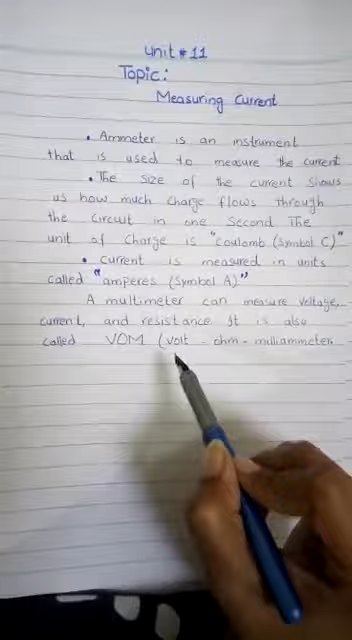 Unit # 11
Topic:
Measuring Current
• Ammeter is an instrument
that is used to measure the current
• The size of the current shows
us how much charge flows through
the circuit in one second The
unit of charge is "coulomb (symbol C)"
• current is measured in units
called "amperes (symbol A)"
A multimeter can measure voltage,
current, and resistance. It is also
called VOM (volt - ohm - milliammeter